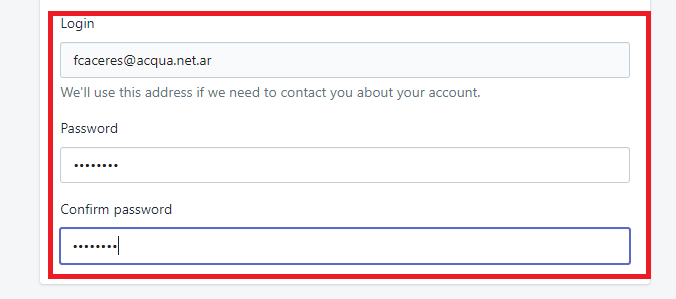 Login
fcaceres@acqua.net.ar
We'll use this address if we need to contact you about your account.
Password
••••••••
Confirm password
••••••••